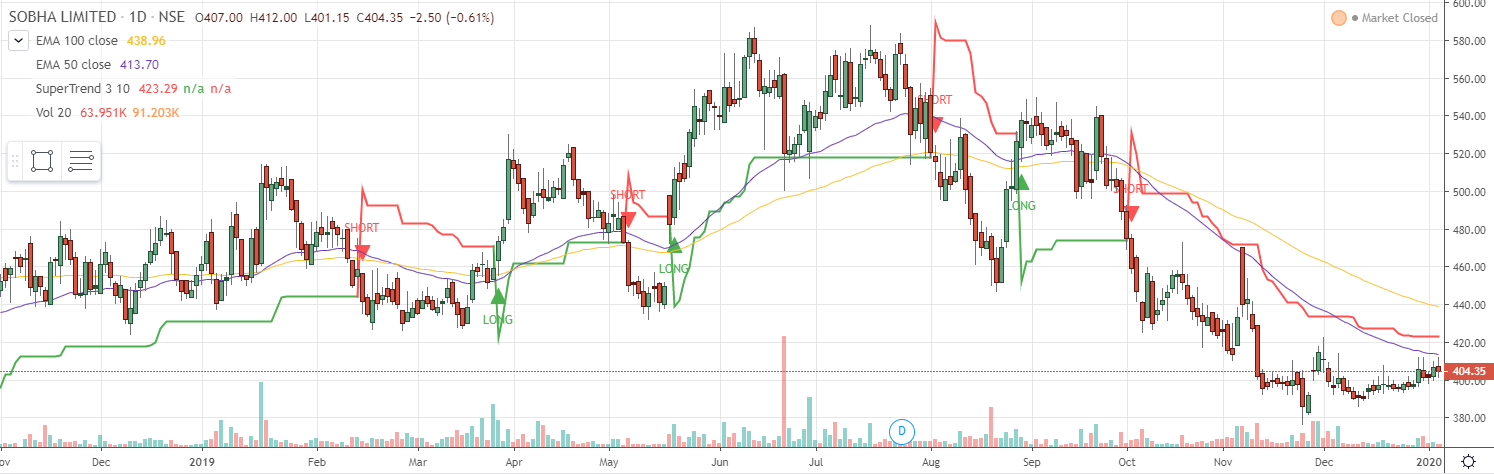 SOBHA LIMITED · 1D · NSE O407.00 H412.00 L401.15 C404.35 −2.50 (−0.61%)
Market Closed
EMA 100 close 438.96
EMA 50 close 413.70
SuperTrend 3 10 423.29 n/a n/a
Vol 20 63.951K 91.203K
600.00
580.00
560.00
540.00
520.00
500.00
480.00
460.00
440.00
420.00
404.35
400.00
380.00
SHORT
LONG
SHORT
LONG
SHORT
LONG
SHORT
D
ov Dec 2019 Feb Mar Apr May Jun Jul Aug Sep Oct Nov Dec 2020